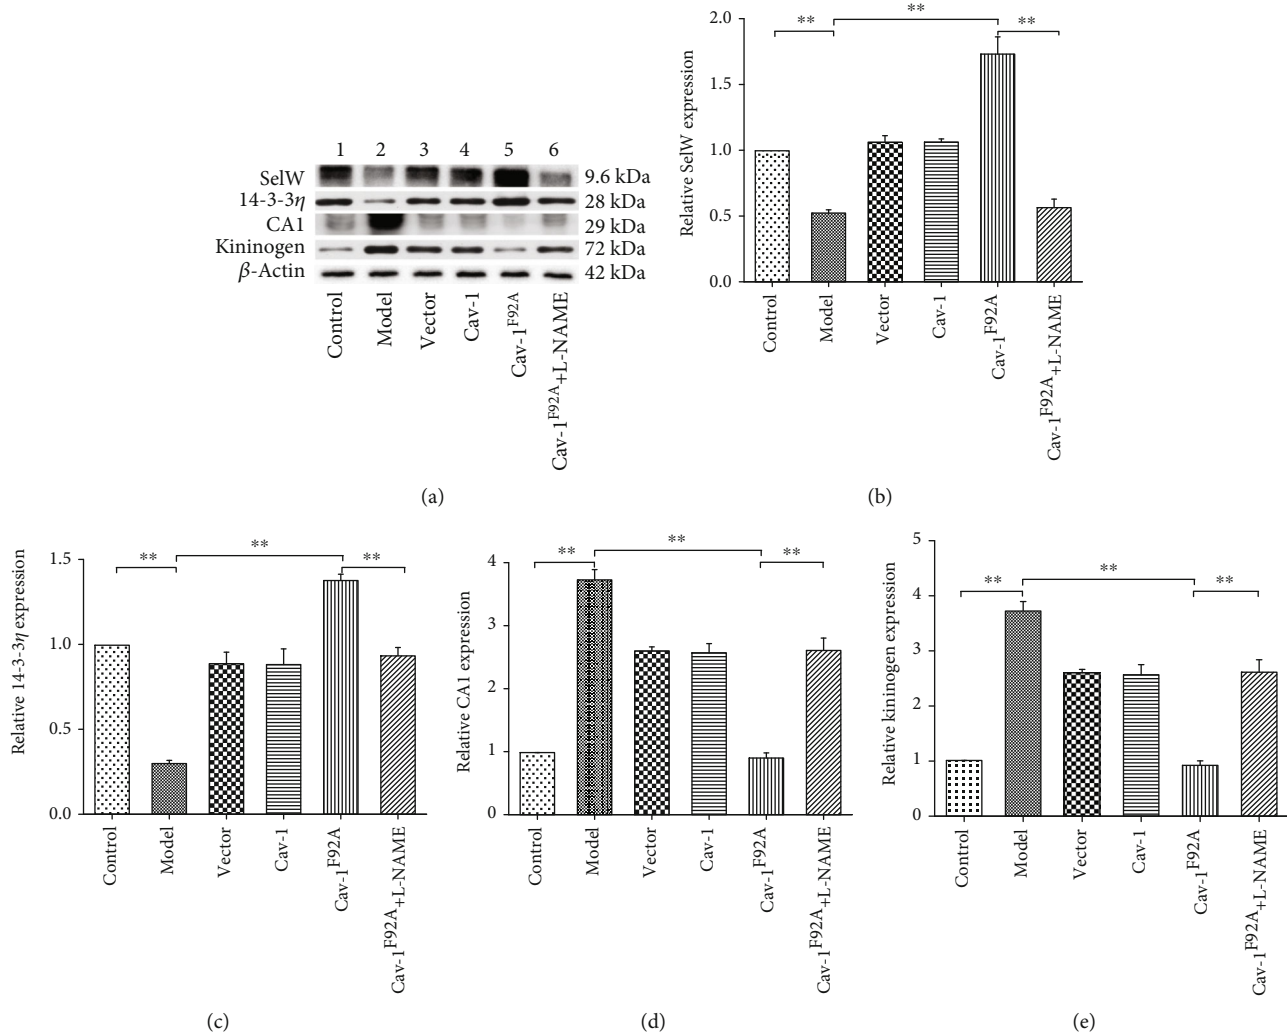 1 2 3 4 5 6
SelW 9.6 kDa
14-3-3η 28 kDa
CA1 29 kDa
Kininogen 72 kDa
β-Actin 42 kDa
Control
Model
Vector
Cav-1
Cav-1F92A
Cav-1F92A+L-NAME
(a)
Relative SelW expression
2.0
1.5
1.0
0.5
0.0
** ** **
Control
Model
Vector
Cav-1
Cav-1F92A
Cav-1F92A+L-NAME
(b)
Relative 14-3-3η expression
1.5
1.0
0.5
0.0
** ** **
Control
Model
Vector
Cav-1
Cav-1F92A
Cav-1F92A+L-NAME
(c)
Relative CA1 expression
4
3
2
1
4
** ** **
Control
Model
Vector
Cav-1
Cav-1F92A
Cav-1F92A+L-NAME
(d)
Relative kininogen expression
5
4
3
2
1
0
** ** **
Control
Model
Vector
Cav-1
Cav-1F92A
Cav-1F92A+L-NAME
(e)